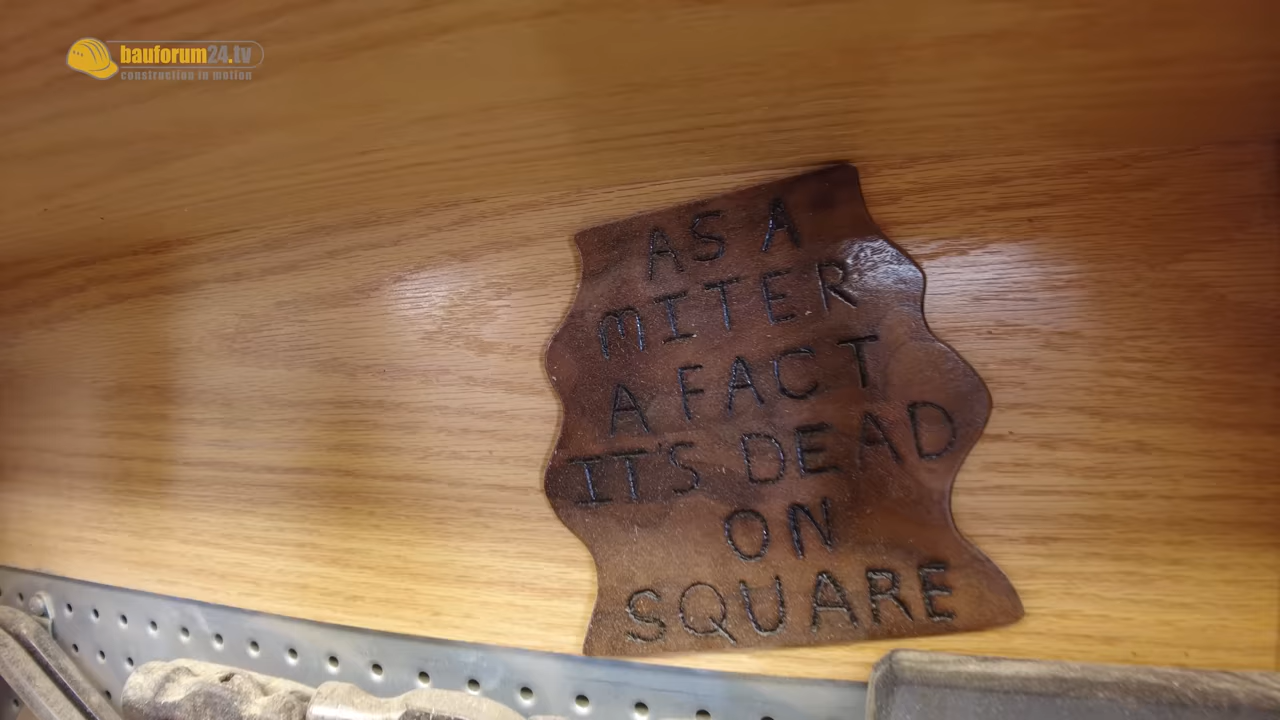 bauforum24.tv
construction in motion
AS A
MITER
A FACT
IT'S DEAD
ON
SQUARE